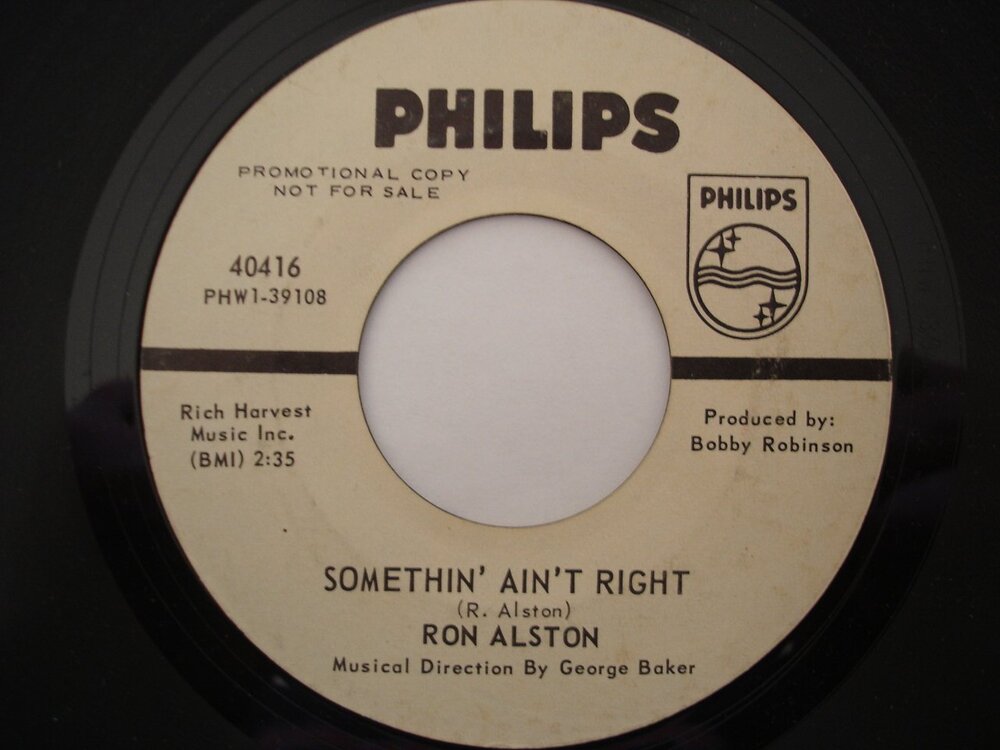 PHILIPS
PROMOTIONAL COPY
NOT FOR SALE
PHILIPS
40416
PHW1-39108
Rich Harvest
Music Inc.
(BMI) 2:35
Produced by:
Bobby Robinson
SOMETHIN' AIN'T RIGHT
(R. Alston)
RON ALSTON
Musical Direction By George Baker